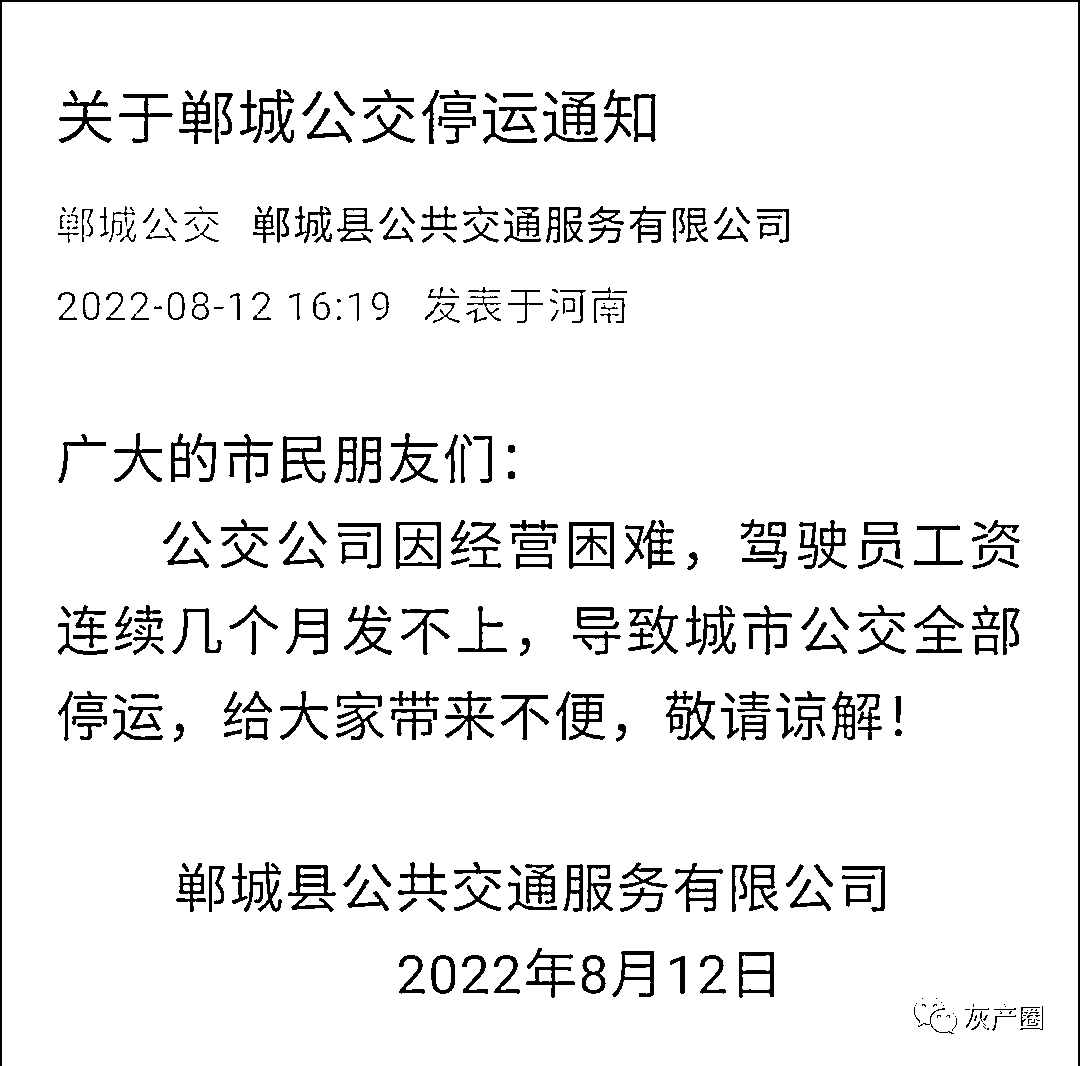 关于郸城公交停运通知
郸城公交 郸城县公共交通服务有限公司
2022-08-12 16:19 发表于河南
广大的市民朋友们：
公交公司因经营困难，驾驶员工资
连续几个月发不上，导致城市公交全部
停运，给大家带来不便，敬请谅解！
郸城县公共交通服务有限公司
2022年8月12日
灰产圈